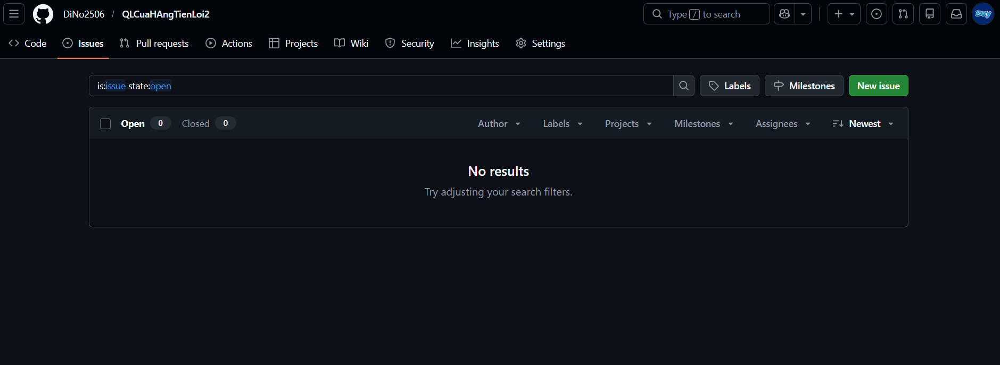 DiNo2506 / QLCuaHAngTienLoi2 Type / to search Duy
Code Issues Pull requests Actions Projects Wiki Security Insights Settings
is:issue state:open Labels Milestones New issue
Open 0 Closed 0 Author Labels Projects Milestones Assignees Newest
No results
Try adjusting your search filters.